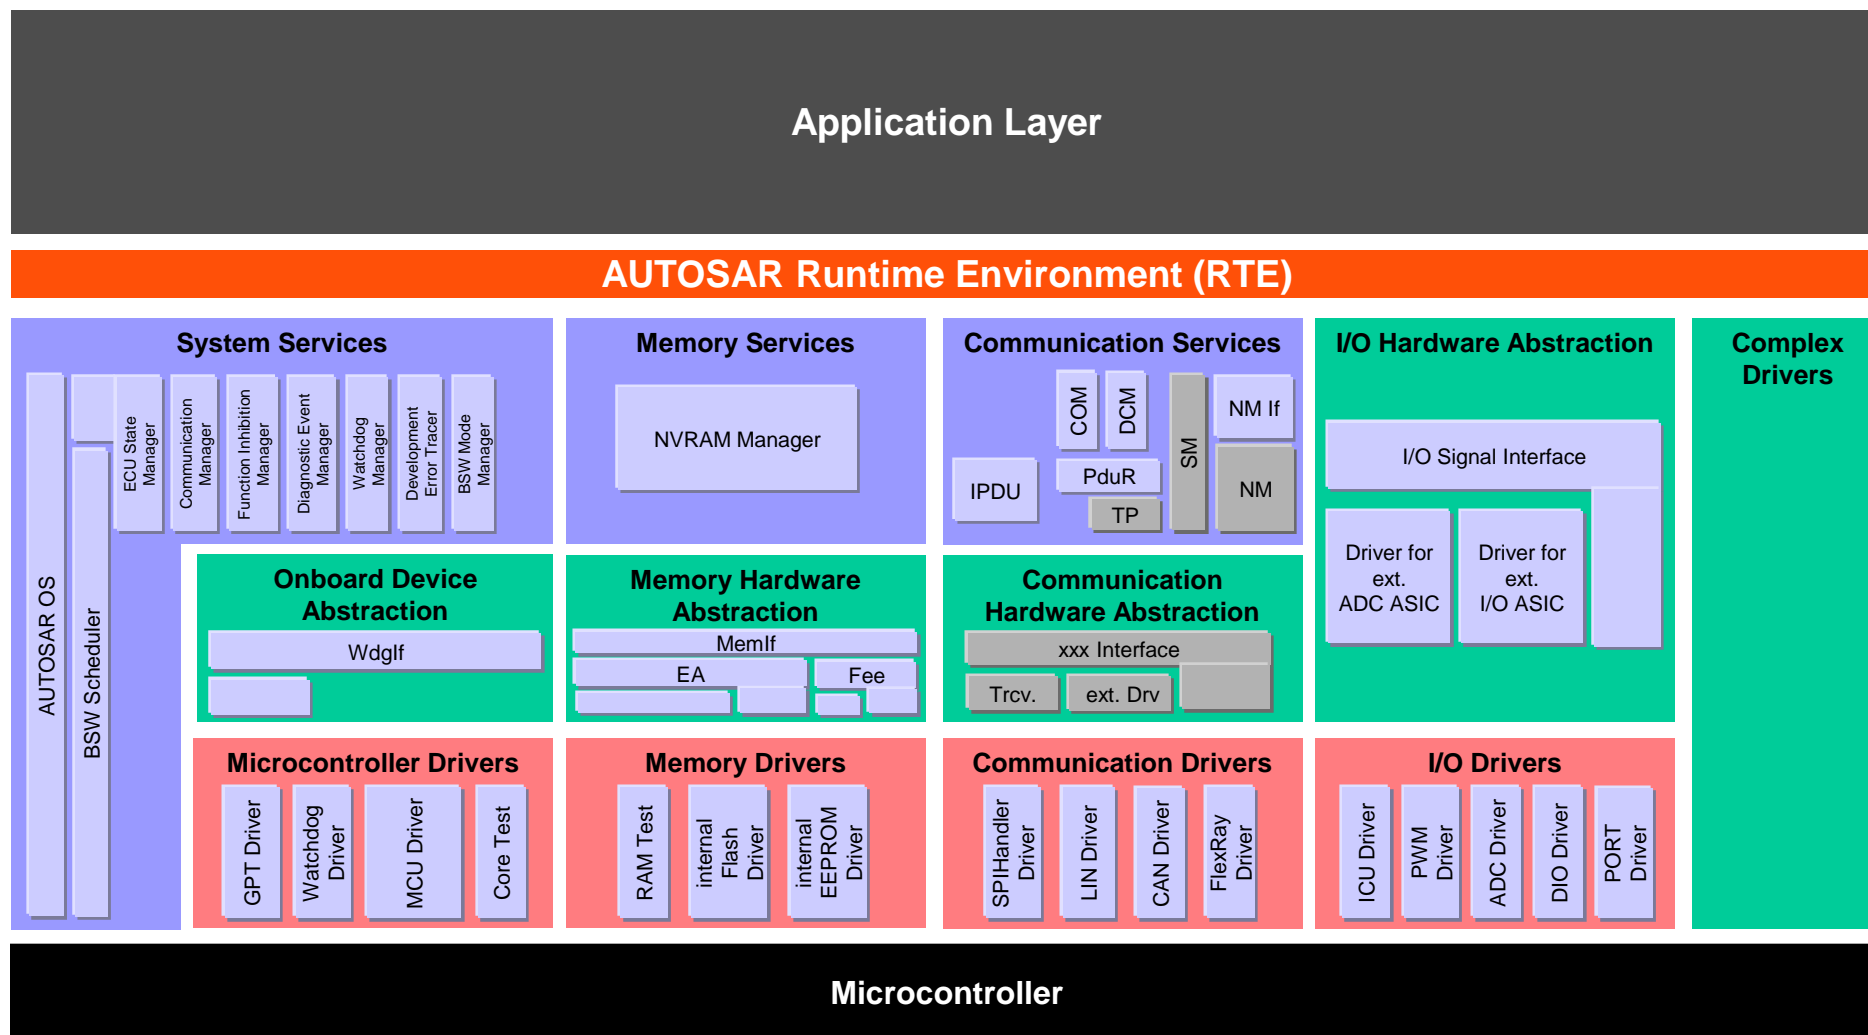 Application Layer
AUTOSAR Runtime Environment (RTE)
System Services
AUTOSAR OS
BSW Scheduler
ECU State
Manager
Communication
Manager
Function Inhibition
Manager
Diagnostic Event
Manager
Watchdog
Manager
Development
Error Tracer
BSW Mode
Manager
Memory Services
NVRAM Manager
Communication Services
IPDU
COM
DCM
PduR
TP
SM
NM If
NM
I/O Hardware Abstraction
I/O Signal Interface
Driver for
ext.
ADC ASIC
Driver for
ext.
I/O ASIC
Complex
Drivers
Onboard Device
Abstraction
WdgIf
Memory Hardware
Abstraction
MemIf
EA
Fee
Communication
Hardware Abstraction
xxx Interface
Trcv.
ext. Drv
Microcontroller Drivers
GPT Driver
Watchdog
Driver
MCU Driver
Core Test
Memory Drivers
RAM Test
internal
Flash
Driver
internal
EEPROM
Driver
Communication Drivers
SPIHandler
Driver
LIN Driver
CAN Driver
FlexRay
Driver
I/O Drivers
ICU Driver
PWM
Driver
ADC Driver
DIO Driver
PORT
Driver
Microcontroller